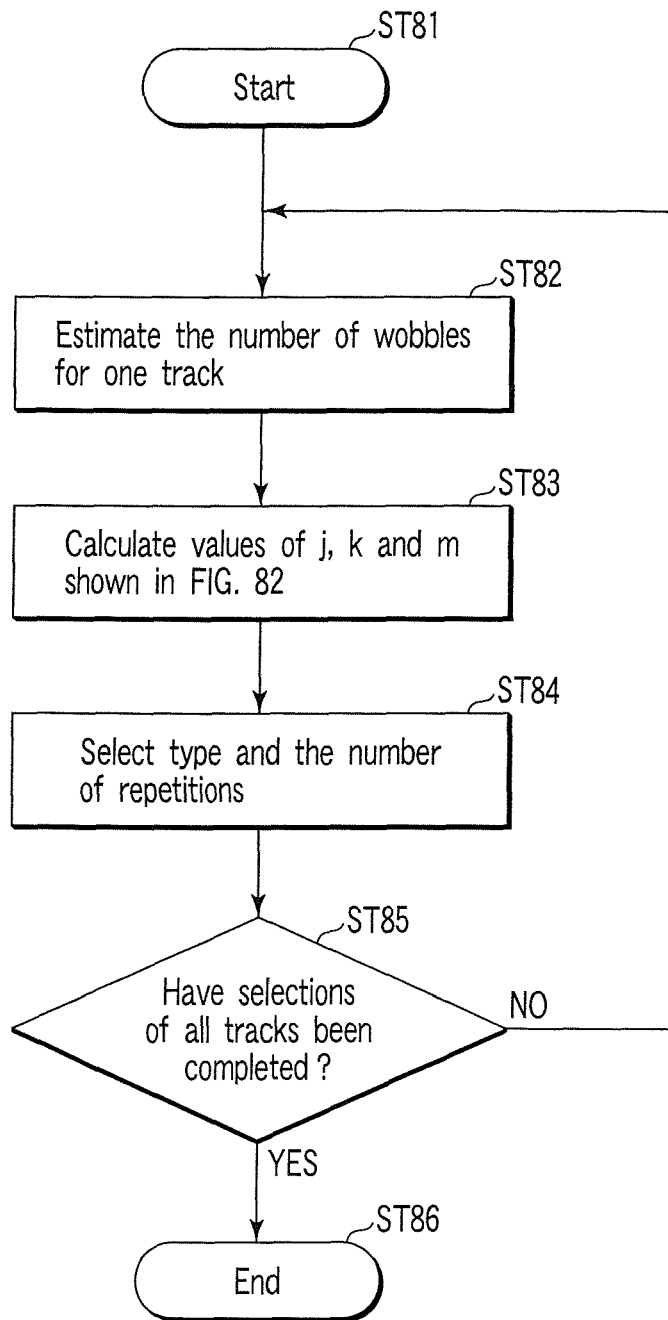 ST81
Start
ST82
Estimate the number of wobbles
for one track
ST83
Calculate values of j, k and m
shown in FIG. 82
ST84
Select type and the number
of repetitions
ST85
Have selections
of all tracks been
completed ?
NO
YES
ST86
End